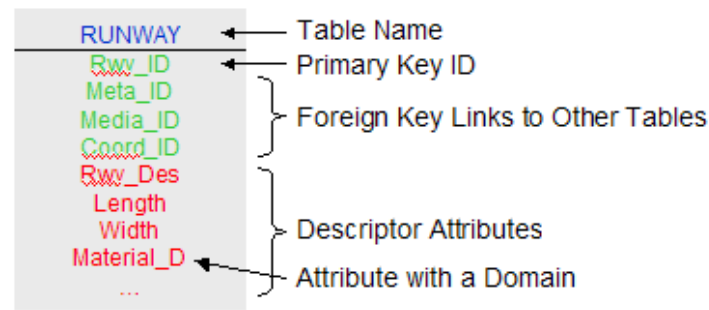 RUNWAY
Table Name
Rwy_ID
Primary Key ID
Meta_ID
Media_ID
Coord_ID
Foreign Key Links to Other Tables
Rwy_Des
Length
Width
Material_D
...
Descriptor Attributes
Attribute with a Domain